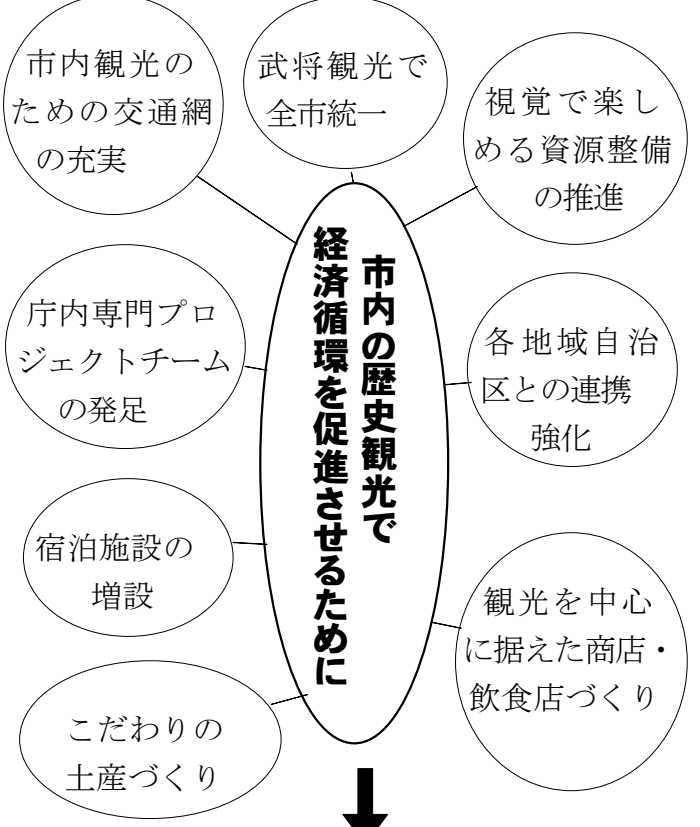 市内観光の
ための交通網
の充実
武将観光で
全市統一
視覚で楽し
める資源整備
の推進
市内の歴史観光で
経済循環を促進させるために
庁内専門プロ
ジェクトチーム
の発足
各地域自治
区との連携
強化
宿泊施設の
増設
観光を中心
に据えた商店・
飲食店づくり
こだわりの
土産づくり